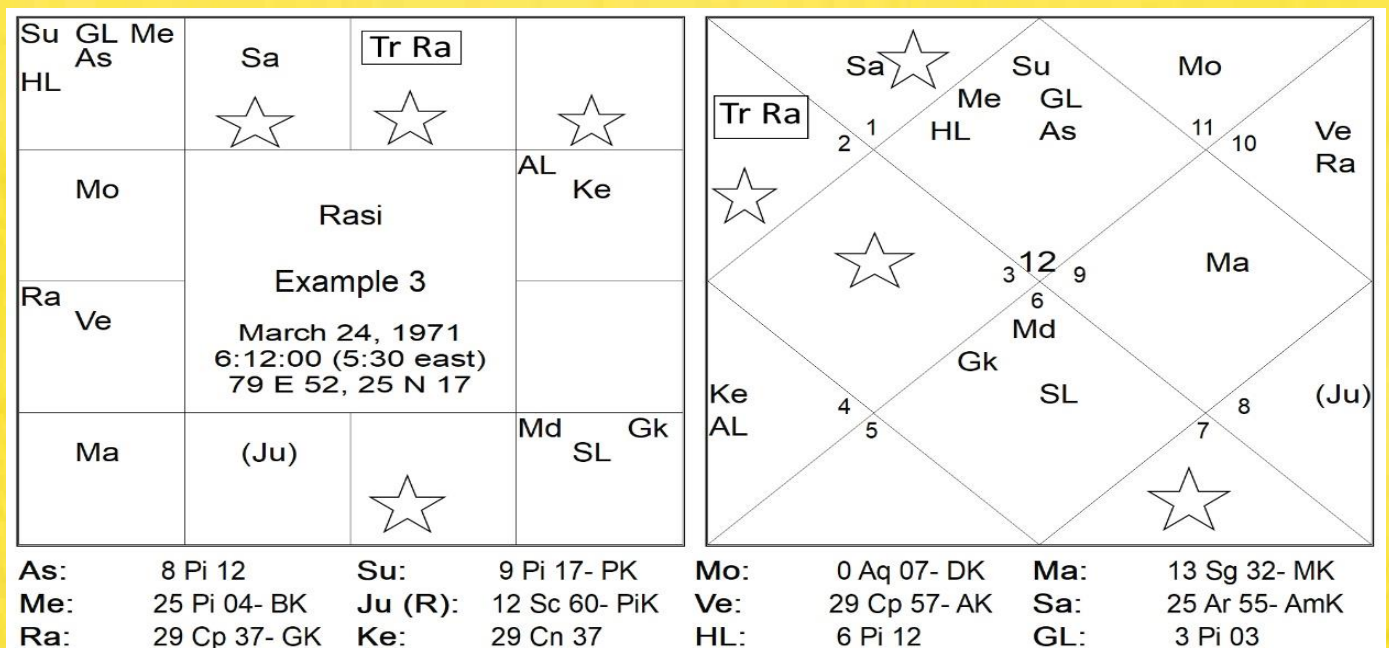 Su GL Me
As
HL
Sa
Tr Ra
Mo
AL
Ke
Rasi
Example 3
March 24, 1971
6:12:00 (5:30 east)
79 E 52, 25 N 17
Ra
Ve
Ma
(Ju)
Md Gk
SL
Sa
Su
Mo
Me GL
Tr Ra
HL As
Ve
Ra
2 1
11 10
Ma
3 12 9
6
Md
Gk
SL
Ke
AL
4
5
8
7
(Ju)
As: 8 Pi 12 Su: 9 Pi 17- PK Mo: 0 Aq 07- DK Ma: 13 Sg 32- MK
Me: 25 Pi 04- BK Ju (R): 12 Sc 60- PiK Ve: 29 Cp 57- AK Sa: 25 Ar 55- AmK
Ra: 29 Cp 37- GK Ke: 29 Cn 37 HL: 6 Pi 12 GL: 3 Pi 03